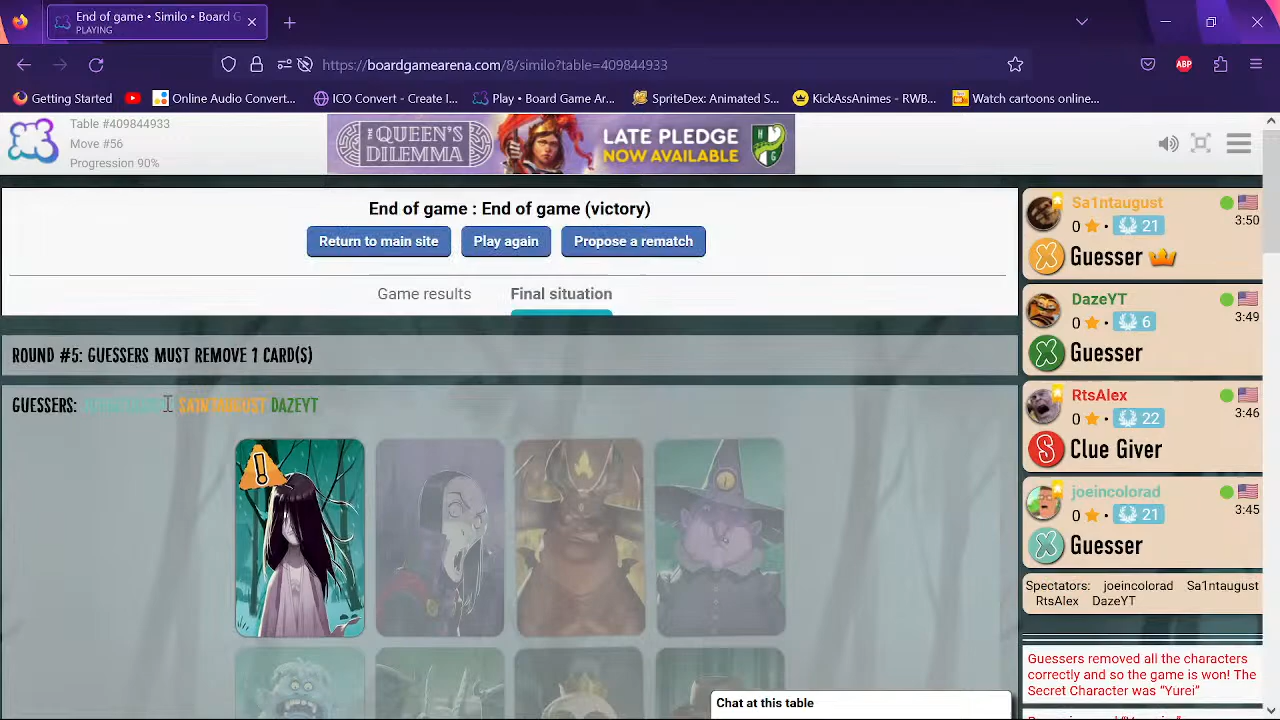 End of game • Similo • Board G
PLAYING
https://boardgamearena.com/8/similo?table=409844933
Getting Started
Online Audio Convert...
ICO Convert - Create I...
Play • Board Game Ar...
SpriteDex: Animated S...
KickAssAnimes - RWB...
Watch cartoons online...
ABP
Table #409844933
Move #56
Progression 90%
THE QUEEN'S DILEMMA
LATE PLEDGE
NOW AVAILABLE
HG
End of game : End of game (victory)
Return to main site
Play again
Propose a rematch
Game results
Final situation
ROUND #5: GUESSERS MUST REMOVE 1 CARD(S)
GUESSERS: SA1NTAUGUST DAZEYT
Sa1ntaugust
0 • 21
3:50
X Guesser
DazeYT
0 • 6
3:49
X Guesser
RtsAlex
0 • 22
3:46
S Clue Giver
joeincolorad
0 • 21
3:45
X Guesser
Spectators: joeincolorad Sa1ntaugust
RtsAlex DazeYT
Guessers removed all the characters
correctly and so the game is won! The
Secret Character was "Yurei"
Chat at this table